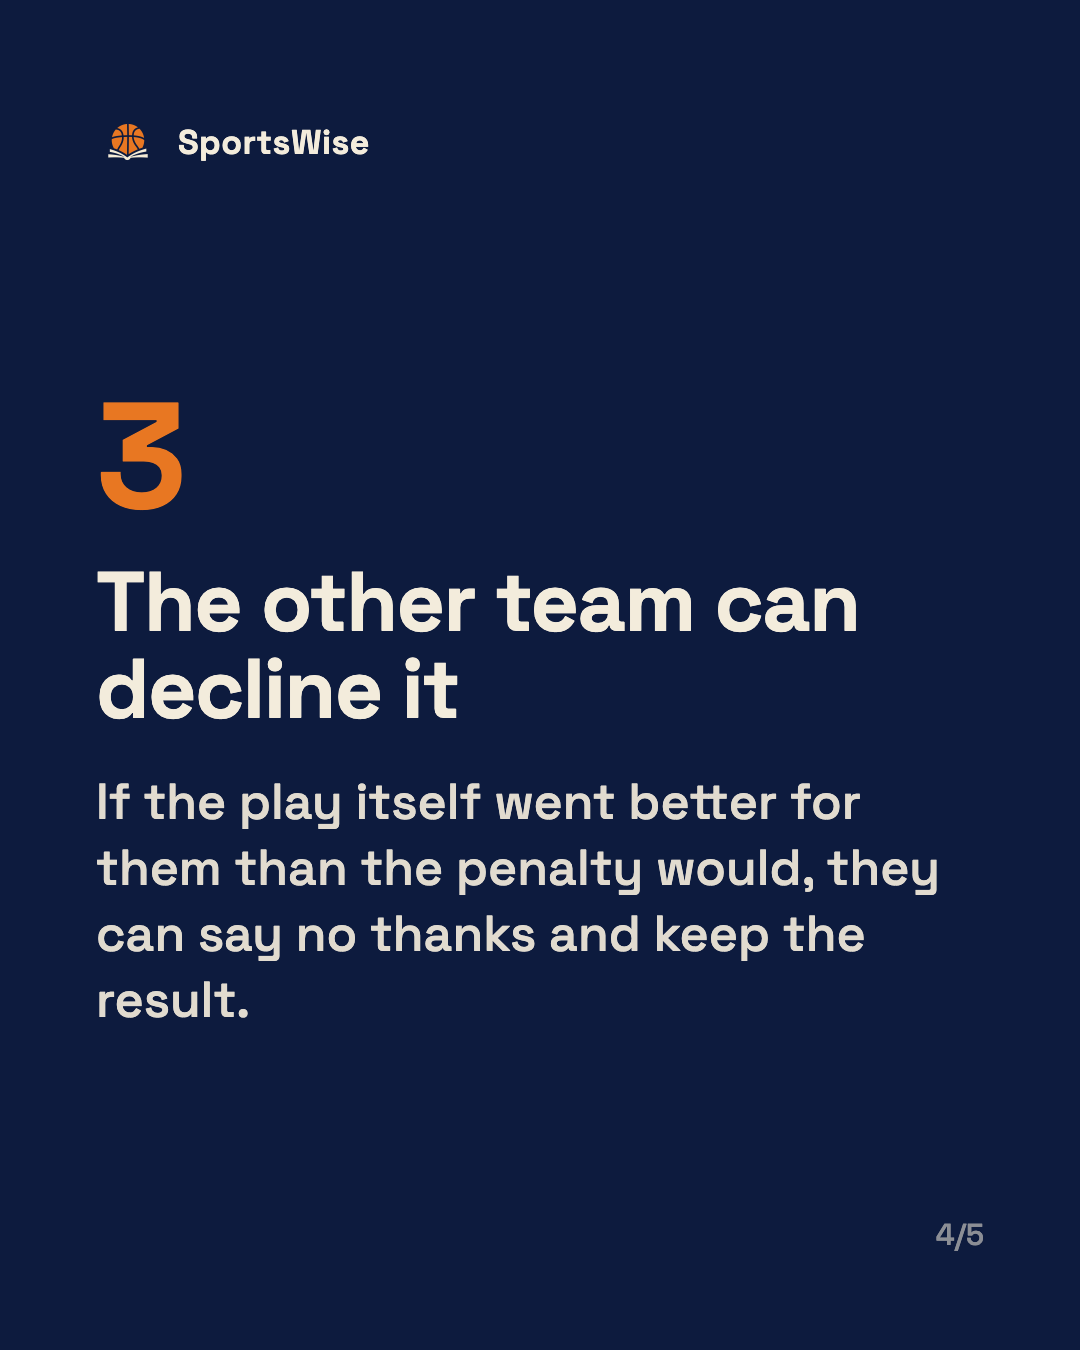 SportsWise
3
The other team can
decline it
If the play itself went better for
them than the penalty would, they
can say no thanks and keep the
result.
4/5